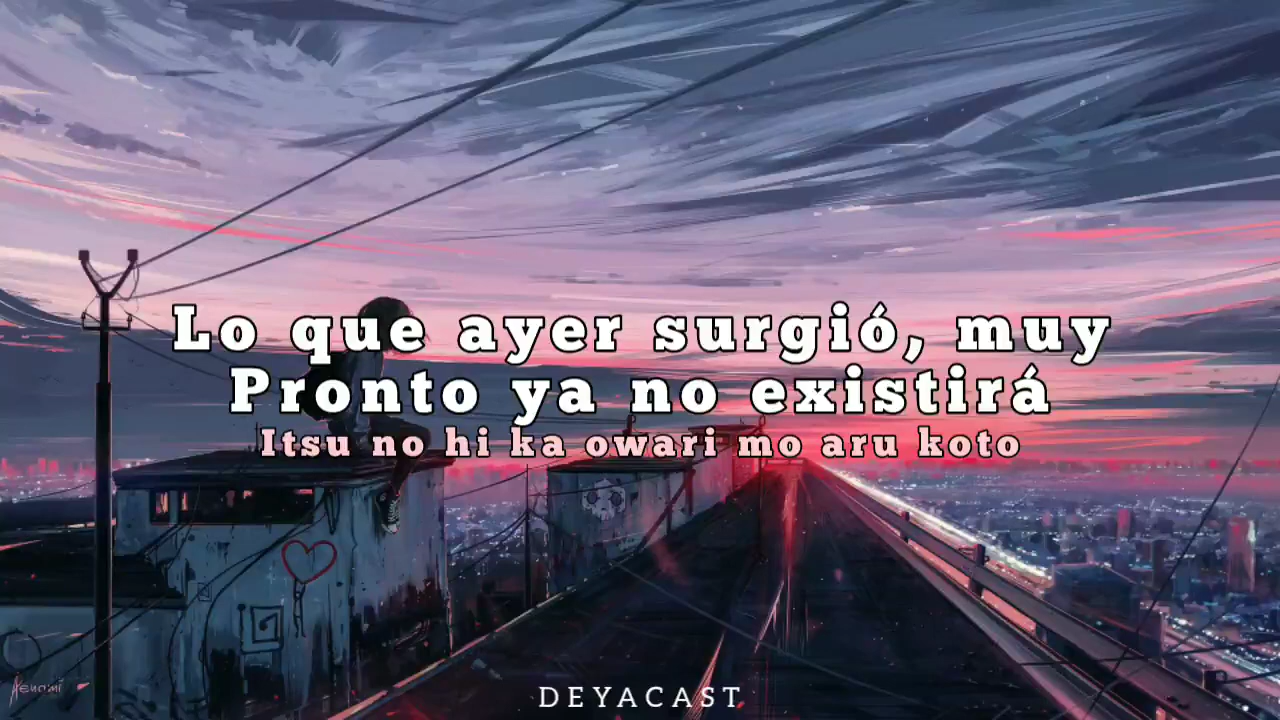 Lo que ayer surgió, muy
Pronto ya no existirá
Itsu no hi ka owari mo aru koto
DEYACAST